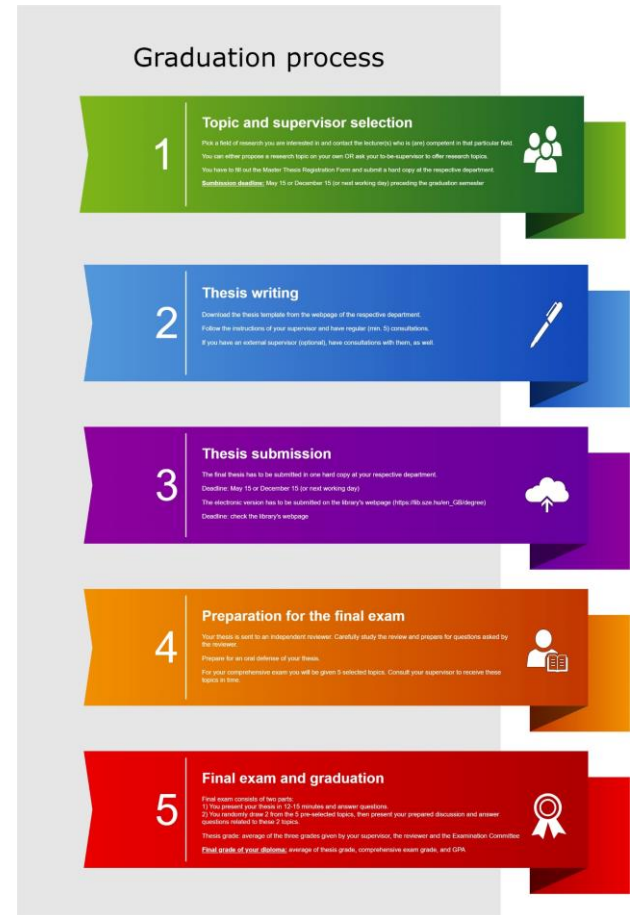 Graduation process
1
Topic and supervisor selection
Pick a field of research you are interested in and contact the lecturer(s) who is (are) competent in that particular field.
You can either propose a research topic on your own OR ask your to-be-supervisor to offer research topics.
You have to fill out the Master Thesis Registration Form and submit a hard copy at the respective department.
Sumbission deadline: May 15 or December 15 (or next working day) preceding the graduation semester
2
Thesis writing
Download the thesis template from the webpage of the respective department.
Follow the instructions of your supervisor and have regular (min. 5) consultations.
If you have an external supervisor (optional), have consultations with them, as well.
3
Thesis submission
The final thesis has to be submitted in one hard copy at your respective department.
Deadline: May 15 or December 15 (or next working day)
The electronic version has to be submitted on the library's webpage (https://lib.sze.hu/en_GB/degree)
Deadline: check the library's webpage
4
Preparation for the final exam
Your thesis is sent to an independent reviewer. Carefully study the review and prepare for questions asked by
the reviewer.
Prepare for an oral defense of your thesis.
For your comprehensive exam you will be given 5 selected topics. Consult your supervisor to receive these
topics in time.
5
Final exam and graduation
Final exam consists of two parts:
1) You present your thesis in 12-15 minutes and answer questions.
2) You randomly draw 2 from the 5 pre-selected topics, then present your prepared discussion and answer
questions related to these 2 topics.
Thesis grade: average of the three grades given by your supervisor, the reviewer and the Examination Committee
Final grade of your diploma: average of thesis grade, comprehensive exam grade, and GPA